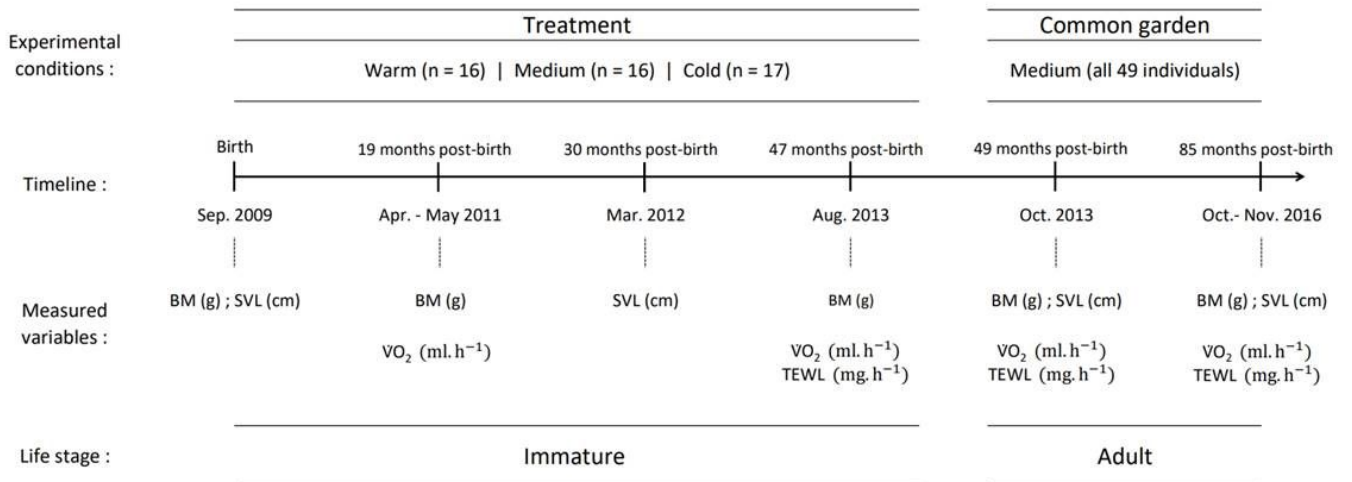 Treatment Common garden
Experimental conditions :
Warm (n = 16) | Medium (n = 16) | Cold (n = 17) Medium (all 49 individuals)
Birth 19 months post-birth 30 months post-birth 47 months post-birth 49 months post-birth 85 months post-birth
Timeline :
Sep. 2009 Apr. - May 2011 Mar. 2012 Aug. 2013 Oct. 2013 Oct.- Nov. 2016
Measured variables :
BM (g) ; SVL (cm) BM (g) SVL (cm) BM (g) BM (g) ; SVL (cm) BM (g) ; SVL (cm)
VO₂ (ml. h⁻¹) VO₂ (ml. h⁻¹) VO₂ (ml. h⁻¹) VO₂ (ml. h⁻¹)
TEWL (mg. h⁻¹) TEWL (mg. h⁻¹) TEWL (mg. h⁻¹)
Life stage : Immature Adult